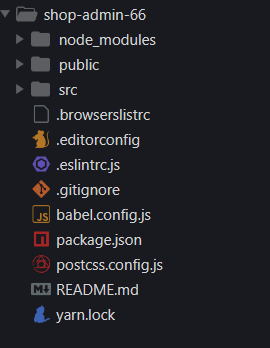 shop-admin-66
node_modules
public
src
.browserslistrc
.editorconfig
.eslintrc.js
.gitignore
JS babel.config.js
package.json
postcss.config.js
README.md
yarn.lock